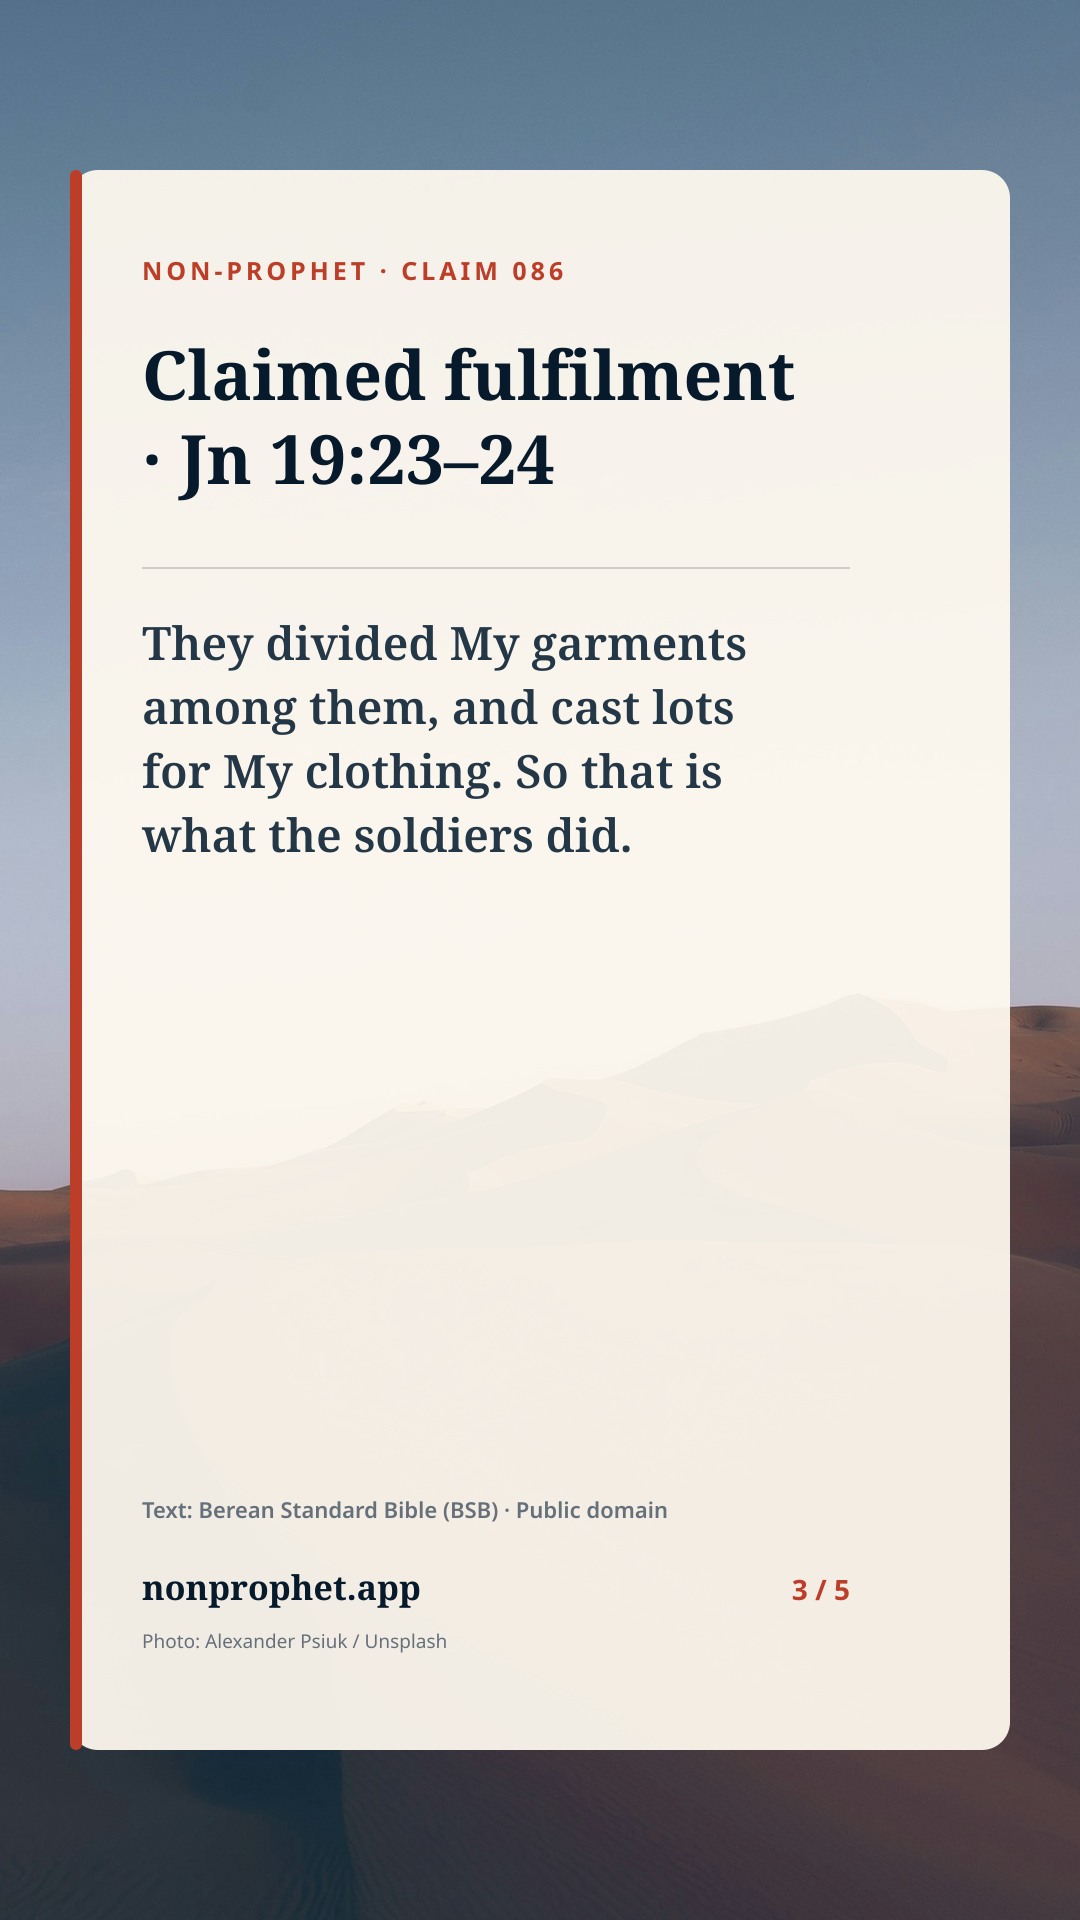 NON-PROPHET · CLAIM 086
Claimed fulfilment
· Jn 19:23–24
They divided My garments
among them, and cast lots
for My clothing. So that is
what the soldiers did.
Text: Berean Standard Bible (BSB) · Public domain
nonprophet.app
3 / 5
Photo: Alexander Psiuk / Unsplash